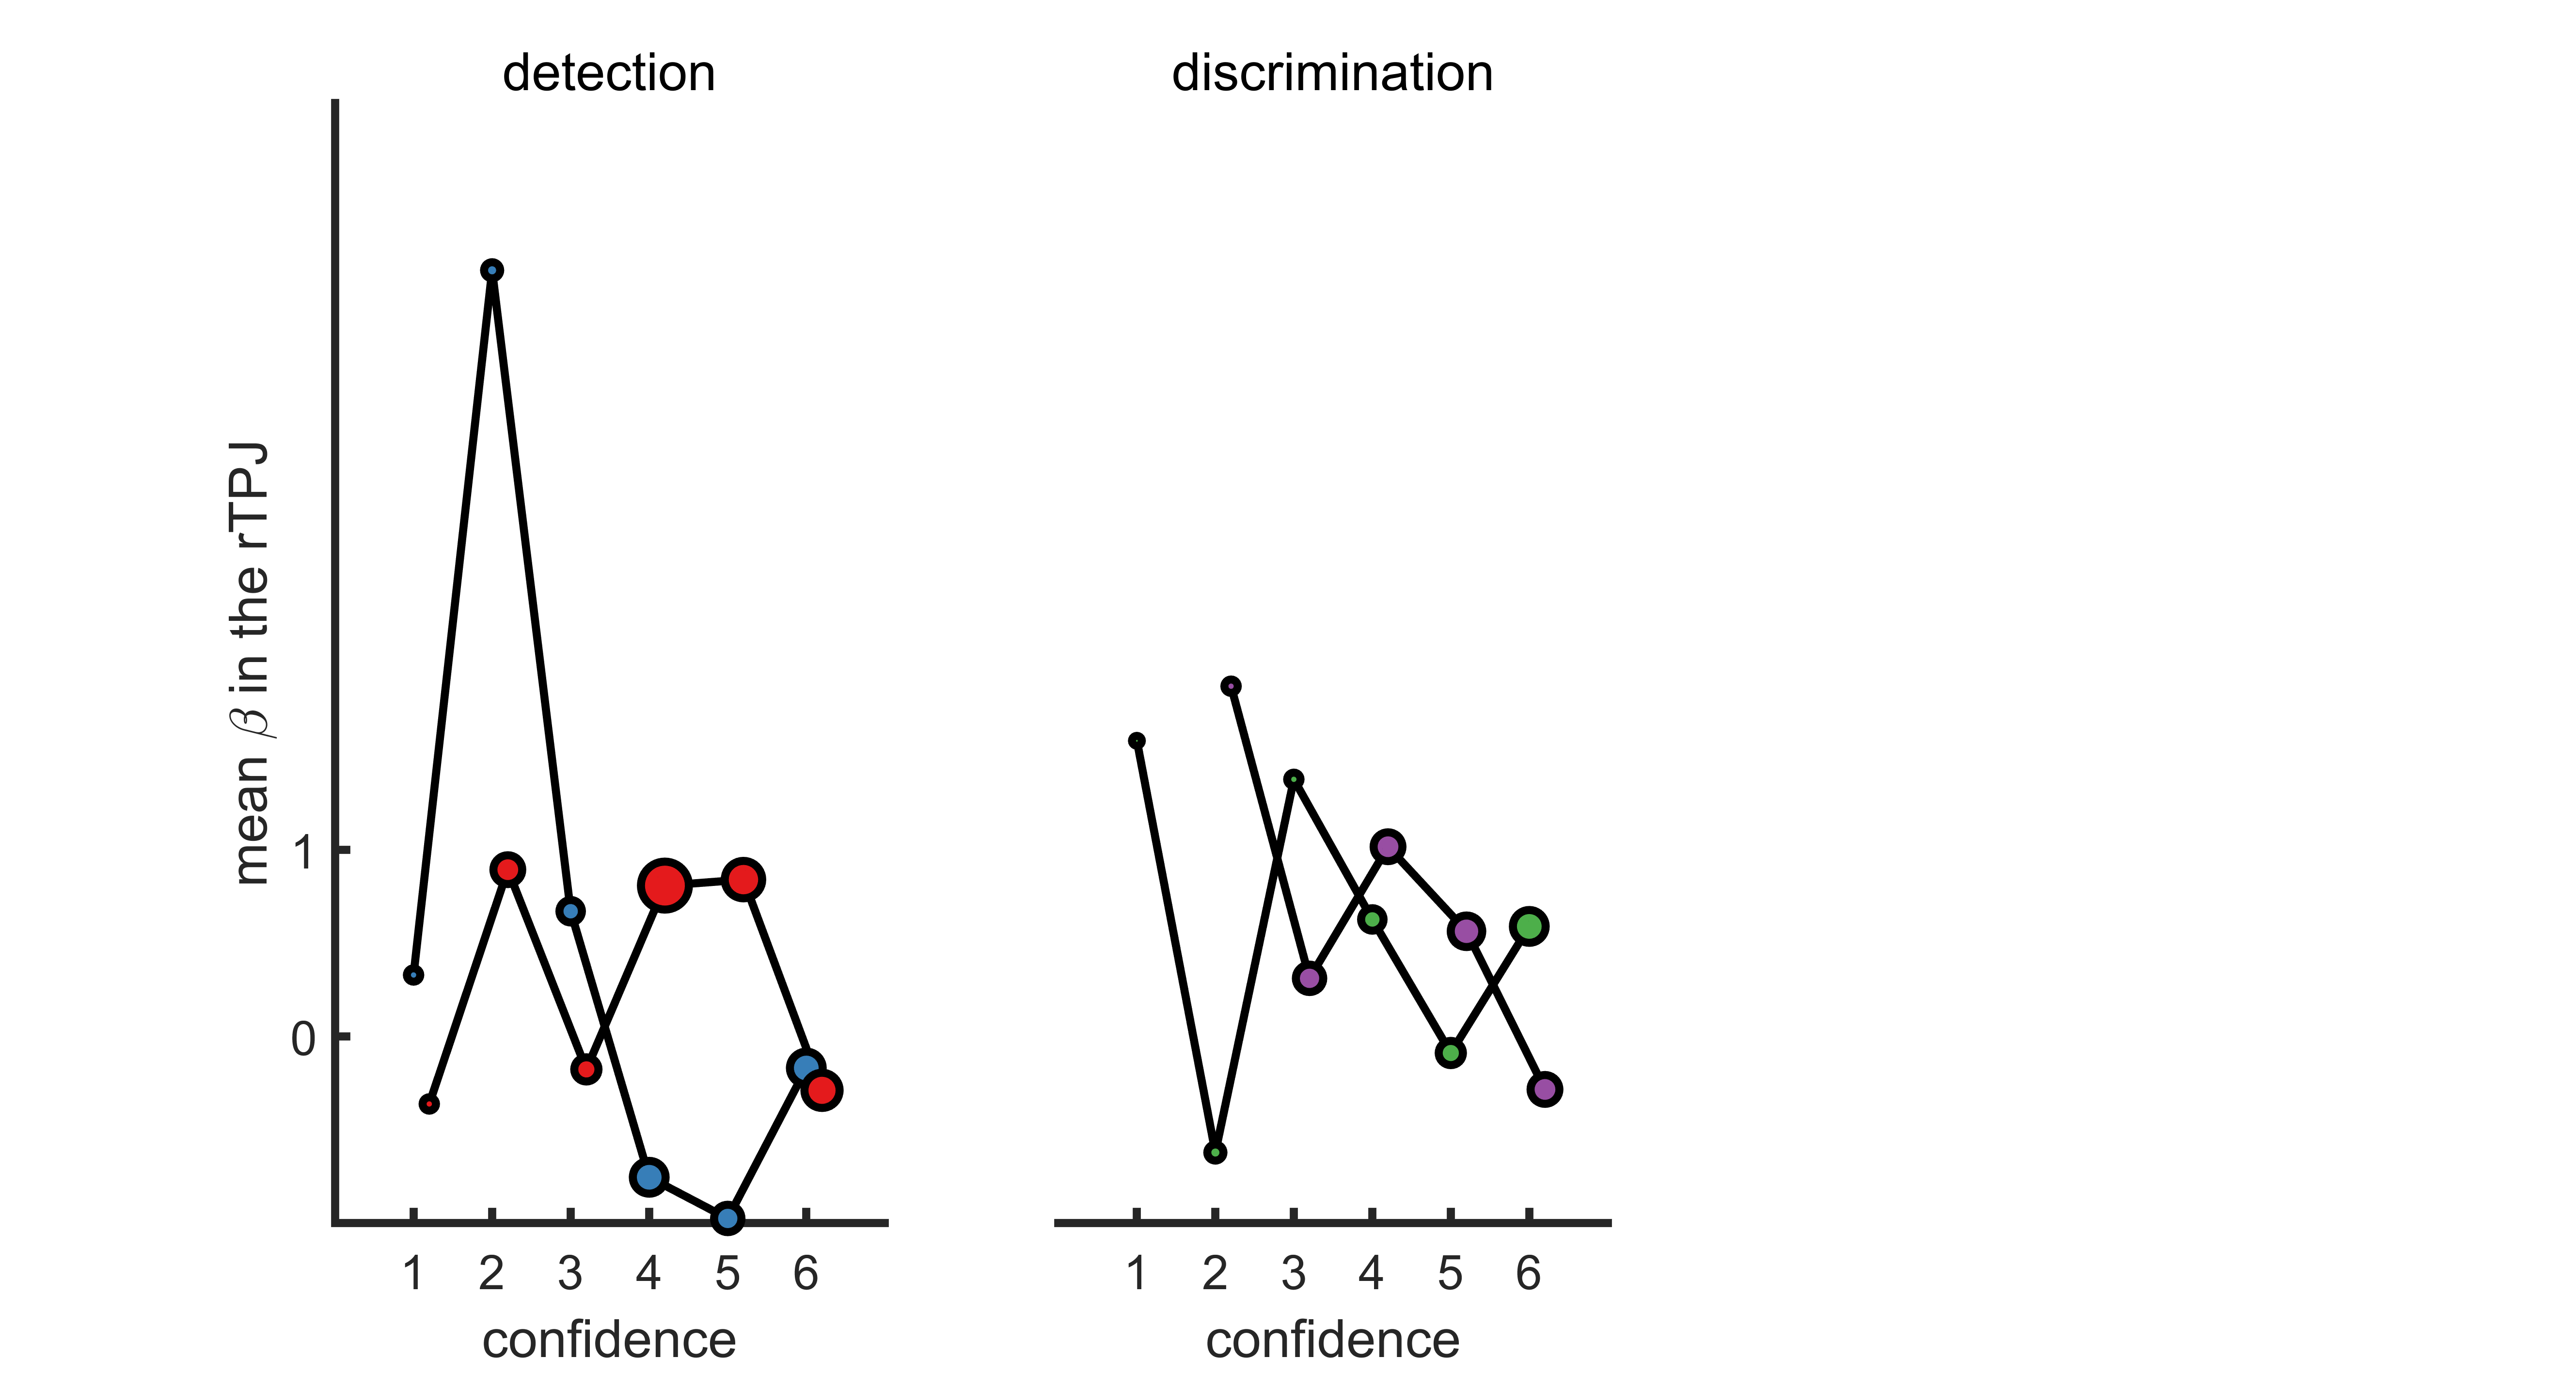 detection
discrimination
mean β in the rTPJ
1
0
1 2 3 4 5 6
1 2 3 4 5 6
confidence
confidence